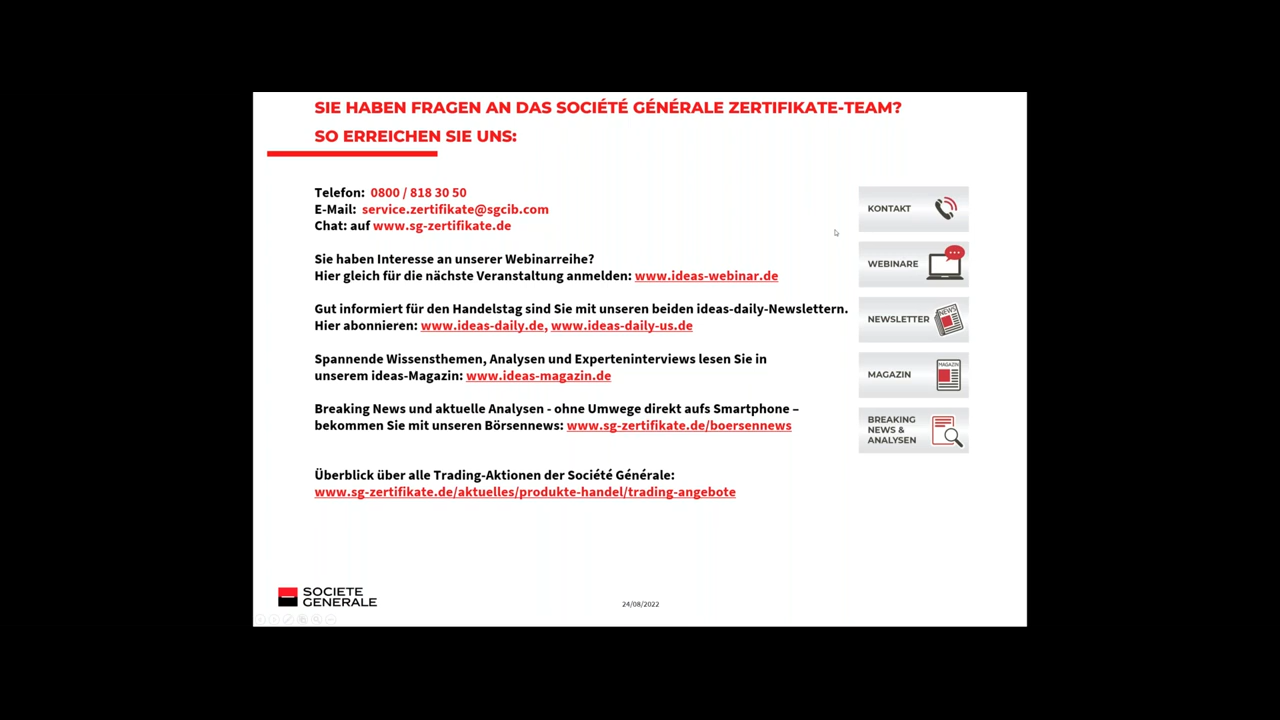 SIE HABEN FRAGEN AN DAS SOCIÉTÉ GÉNÉRALE ZERTIFIKATE-TEAM?
SO ERREICHEN SIE UNS:
Telefon: 0800 / 818 30 50
E-Mail: service.zertifikate@sgcib.com
Chat: auf www.sg-zertifikate.de
Sie haben Interesse an unserer Webinarreihe?
Hier gleich für die nächste Veranstaltung anmelden: www.ideas-webinar.de
Gut informiert für den Handelstag sind Sie mit unseren beiden ideas-daily-Newslettern.
Hier abonnieren: www.ideas-daily.de, www.ideas-daily-us.de
Spannende Wissensthemen, Analysen und Experteninterviews lesen Sie in
unserem ideas-Magazin: www.ideas-magazin.de
Breaking News und aktuelle Analysen - ohne Umwege direkt aufs Smartphone –
bekommen Sie mit unseren Börsennews: www.sg-zertifikate.de/boersennews
Überblick über alle Trading-Aktionen der Société Générale:
www.sg-zertifikate.de/aktuelles/produkte-handel/trading-angebote
KONTAKT
WEBINARE
NEWSLETTER
NEWS
MAGAZIN
MAGAZIN
BREAKING
NEWS &
ANALYSEN
SOCIETE
GENERALE
24/08/2022